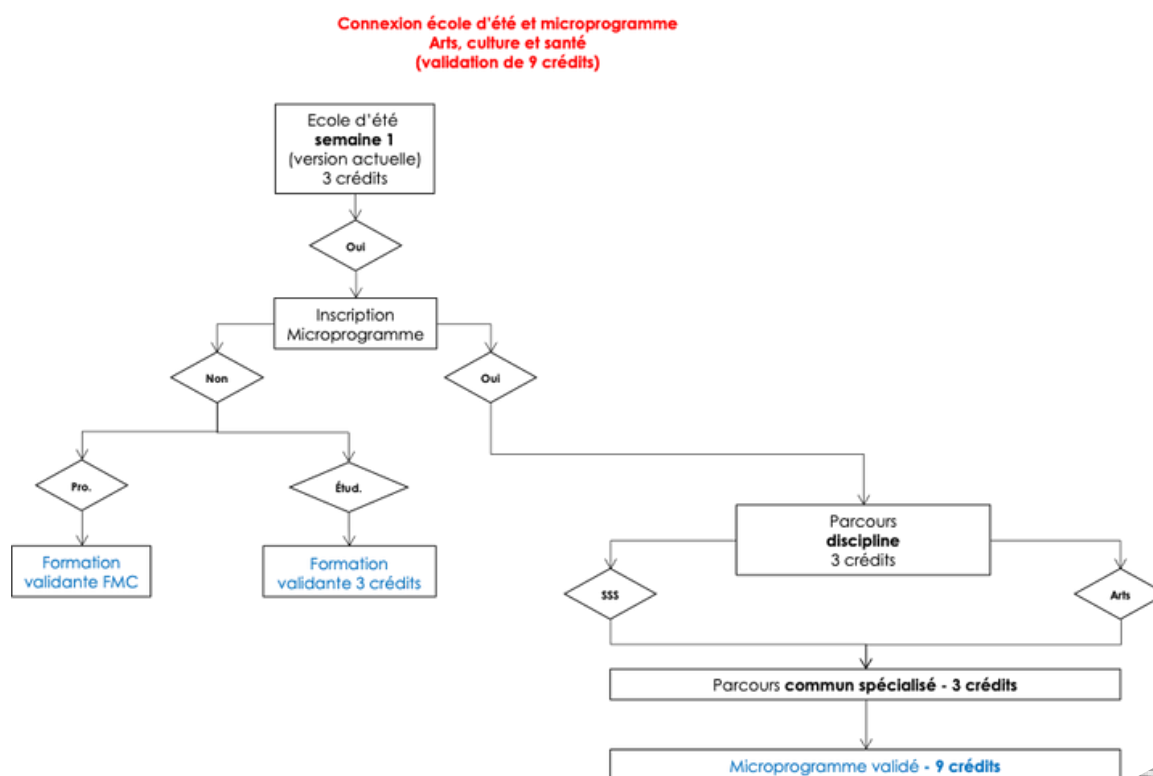 Connexion école d'été et microprogramme
Arts, culture et santé
(validation de 9 crédits)
Ecole d'été
semaine 1
(version actuelle)
3 crédits
Oui
Inscription
Microprogramme
Non
Oui
Pro.
Étud.
Formation
validante FMC
Formation
validante 3 crédits
Parcours
discipline
3 crédits
SSS
Arts
Parcours commun spécialisé - 3 crédits
Microprogramme validé - 9 crédits